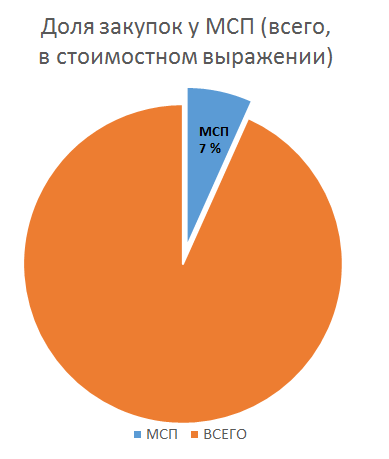 Доля закупок у МСП (всего,
в стоимостном выражении)
МСП
7 %
МСП ВСЕГО